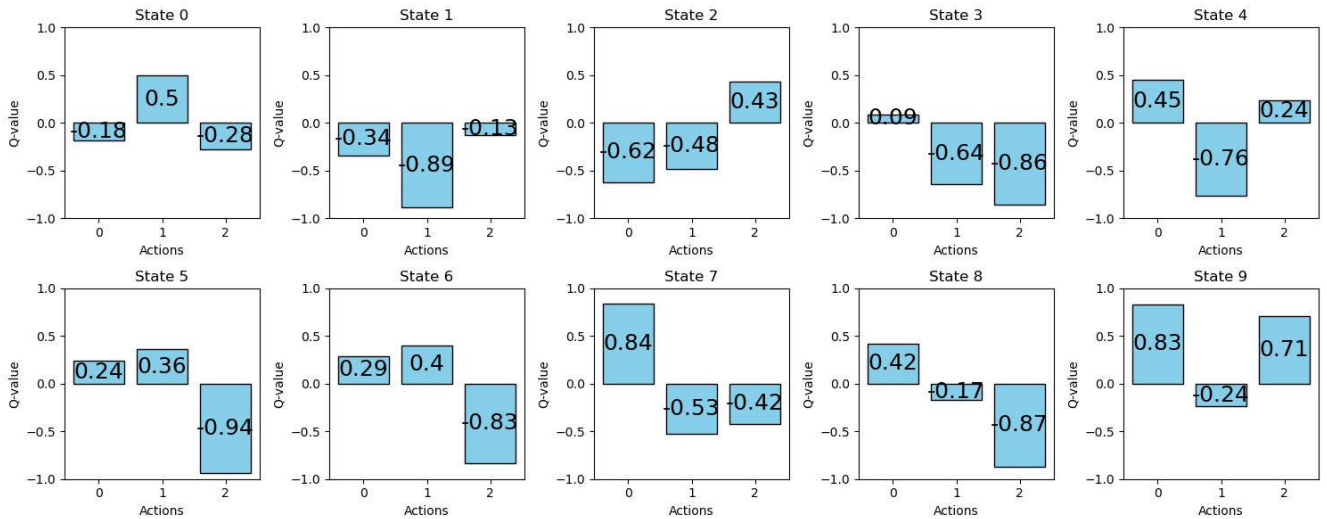 State 0
Q-value
1.0
0.5
0.0
−0.5
−1.0
-0.18
0.5
-0.28
0 1 2
Actions
State 1
Q-value
1.0
0.5
0.0
−0.5
−1.0
-0.34
-0.89
-0.13
0 1 2
Actions
State 2
Q-value
1.0
0.5
0.0
−0.5
−1.0
-0.62
-0.48
0.43
0 1 2
Actions
State 3
Q-value
1.0
0.5
0.0
−0.5
−1.0
0.09
-0.64
-0.86
0 1 2
Actions
State 4
Q-value
1.0
0.5
0.0
−0.5
−1.0
0.45
-0.76
0.24
0 1 2
Actions
State 5
Q-value
1.0
0.5
0.0
−0.5
−1.0
0.24
0.36
-0.94
0 1 2
Actions
State 6
Q-value
1.0
0.5
0.0
−0.5
−1.0
0.29
0.4
-0.83
0 1 2
Actions
State 7
Q-value
1.0
0.5
0.0
−0.5
−1.0
0.84
-0.53
-0.42
0 1 2
Actions
State 8
Q-value
1.0
0.5
0.0
−0.5
−1.0
0.42
-0.17
-0.87
0 1 2
Actions
State 9
Q-value
1.0
0.5
0.0
−0.5
−1.0
0.83
-0.24
0.71
0 1 2
Actions